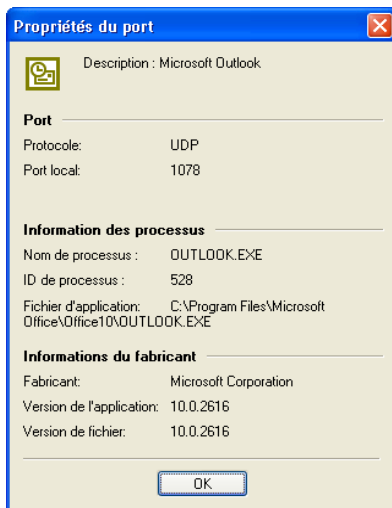 Propriétés du port
Description : Microsoft Outlook
Port
Protocole: UDP
Port local: 1078
Information des processus
Nom de processus : OUTLOOK.EXE
ID de processus : 528
Fichier d'application: C:\Program Files\Microsoft
Office\Office10\OUTLOOK.EXE
Informations du fabricant
Fabricant: Microsoft Corporation
Version de l'application: 10.0.2616
Version de fichier: 10.0.2616
OK